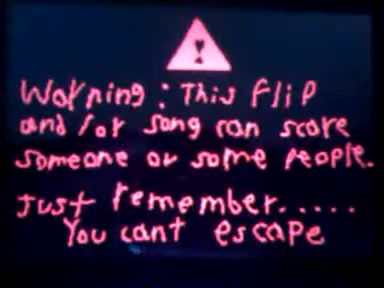 !
Warning : This flip
and / or song can scare
someone or some people.
Just remember.....
You cant escape